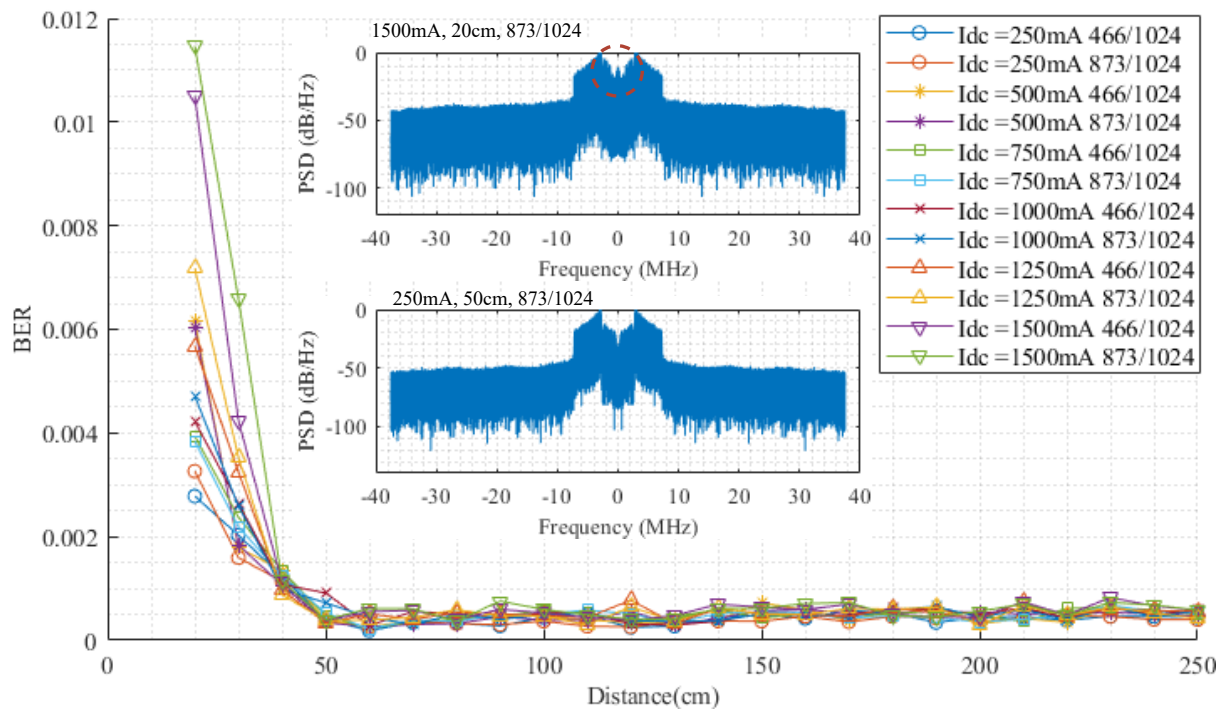 0.012
0.01
0.008
0.006
0.004
0.002
0
BER
0
50
100
150
200
250
Distance(cm)
1500mA, 20cm, 873/1024
0
-50
-100
PSD (dB/Hz)
-40
-30
-20
-10
0
10
20
30
40
Frequency (MHz)
250mA, 50cm, 873/1024
0
-50
-100
PSD (dB/Hz)
-40
-30
-20
-10
0
10
20
30
40
Frequency (MHz)
Idc =250mA 466/1024
Idc =250mA 873/1024
Idc =500mA 466/1024
Idc =500mA 873/1024
Idc =750mA 466/1024
Idc =750mA 873/1024
Idc =1000mA 466/1024
Idc =1000mA 873/1024
Idc =1250mA 466/1024
Idc =1250mA 873/1024
Idc =1500mA 466/1024
Idc =1500mA 873/1024